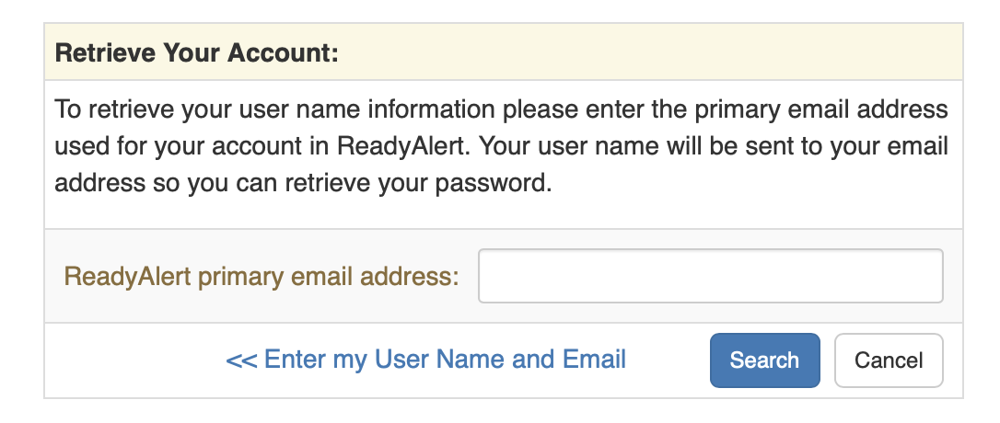 Retrieve Your Account:
To retrieve your user name information please enter the primary email address
used for your account in ReadyAlert. Your user name will be sent to your email
address so you can retrieve your password.
ReadyAlert primary email address:
<< Enter my User Name and Email
Search
Cancel